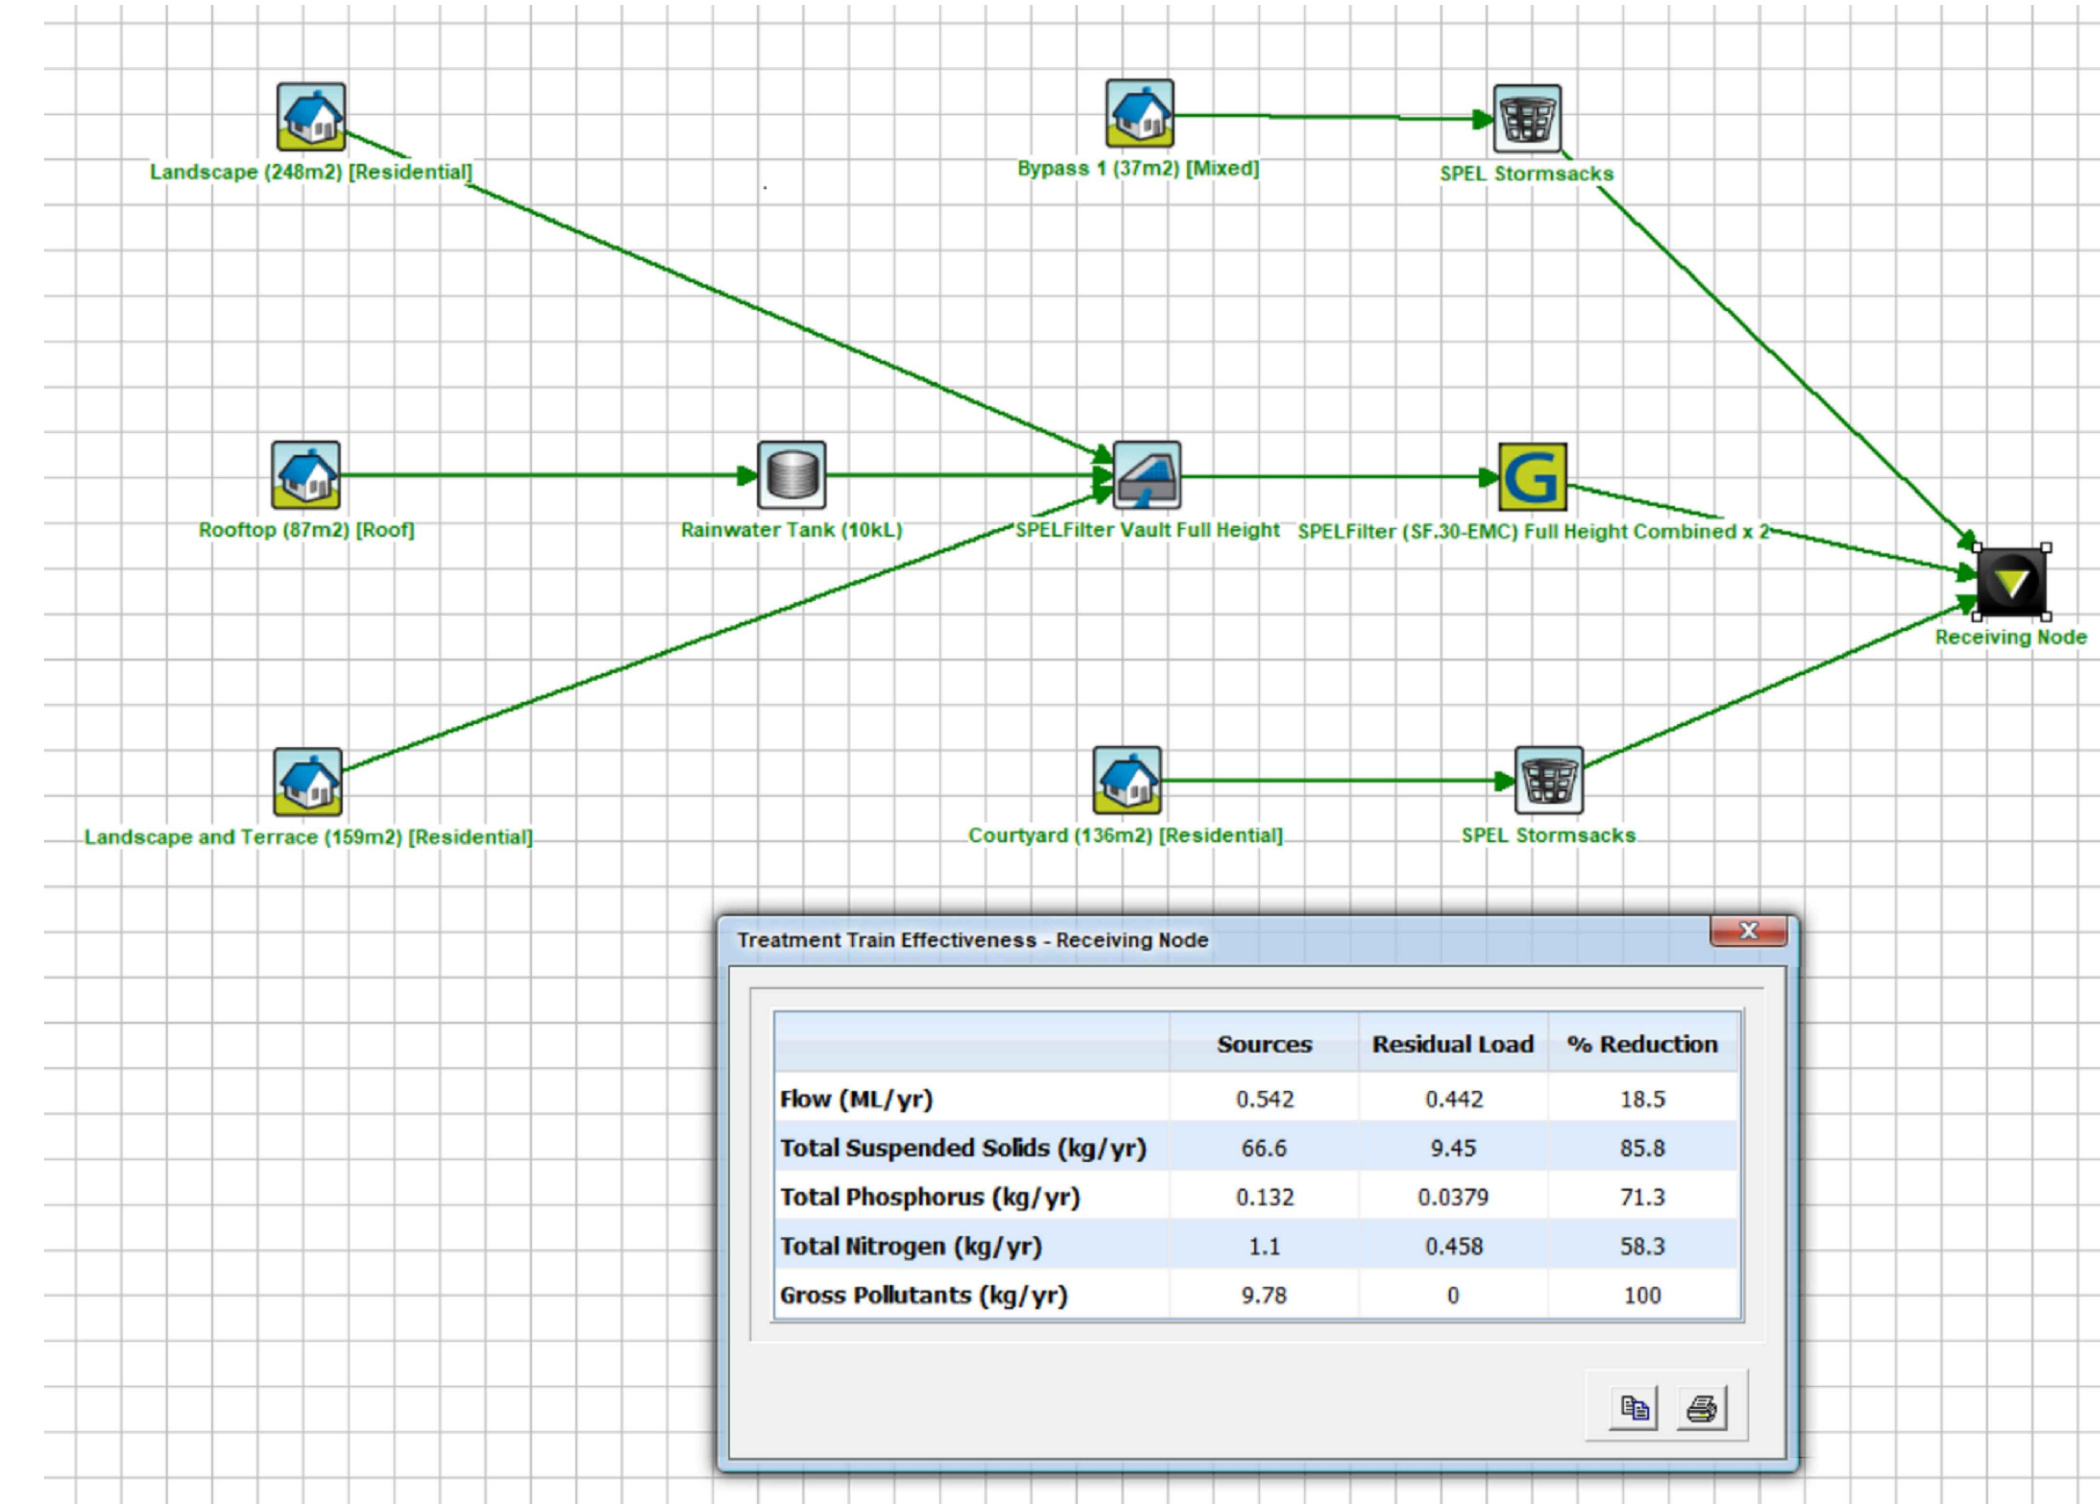 Landscape (248m2) [Residential]
Bypass 1 (37m2) [Mixed]
SPEL Stormsacks
Rooftop (87m2) [Roof]
Rainwater Tank (10kL)
SPELFilter Vault Full Height
SPELFilter (SF.30-EMC) Full Height Combined x 2
G
Receiving Node
Landscape and Terrace (159m2) [Residential]
Courtyard (136m2) [Residential]
SPEL Stormsacks
Treatment Train Effectiveness - Receiving Node
Sources Residual Load % Reduction
Flow (ML/yr) 0.542 0.442 18.5
Total Suspended Solids (kg/yr) 66.6 9.45 85.8
Total Phosphorus (kg/yr) 0.132 0.0379 71.3
Total Nitrogen (kg/yr) 1.1 0.458 58.3
Gross Pollutants (kg/yr) 9.78 0 100